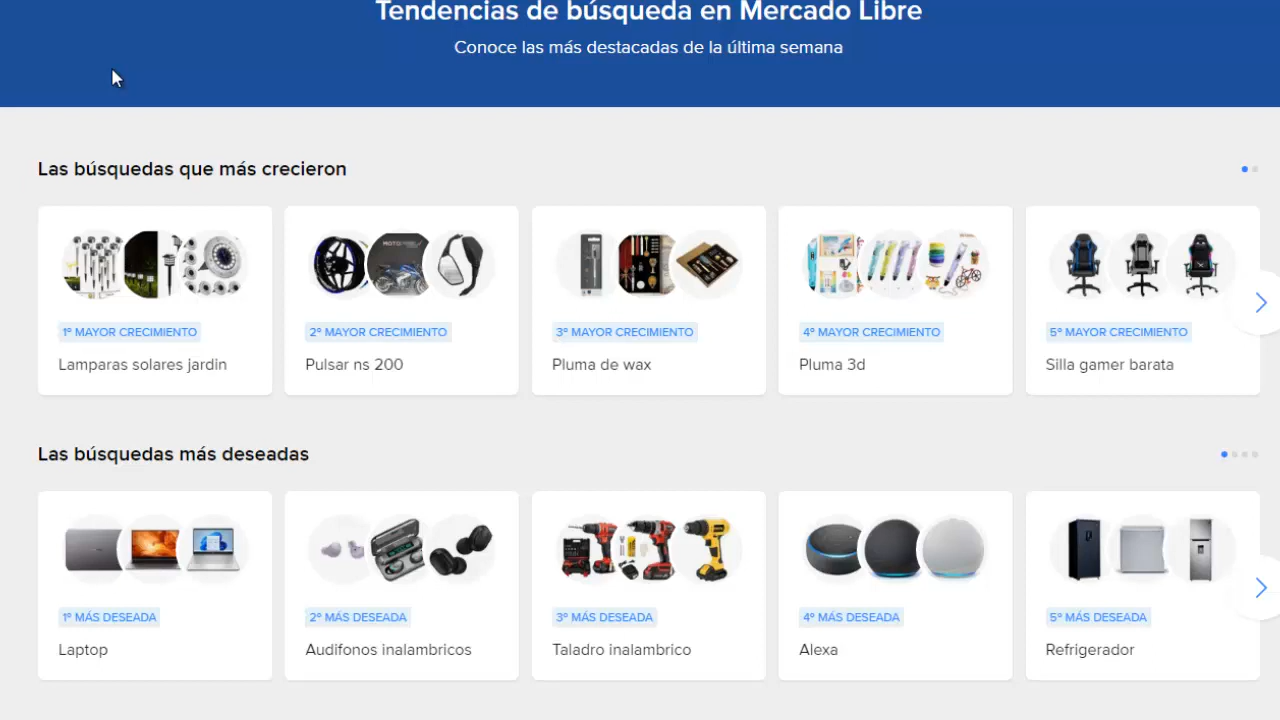 Tendencias de búsqueda en Mercado Libre
Conoce las más destacadas de la última semana
Las búsquedas que más crecieron
1º MAYOR CRECIMIENTO
Lamparas solares jardin
2º MAYOR CRECIMIENTO
Pulsar ns 200
3º MAYOR CRECIMIENTO
Pluma de wax
4º MAYOR CRECIMIENTO
Pluma 3d
5º MAYOR CRECIMIENTO
Silla gamer barata
Las búsquedas más deseadas
1º MÁS DESEADA
Laptop
2º MÁS DESEADA
Audifonos inalambricos
3º MÁS DESEADA
Taladro inalambrico
4º MÁS DESEADA
Alexa
5º MÁS DESEADA
Refrigerador